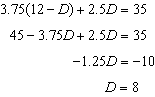 3.75(12 − D) + 2.5D = 35
45 − 3.75D + 2.5D = 35
−1.25D = −10
D = 8